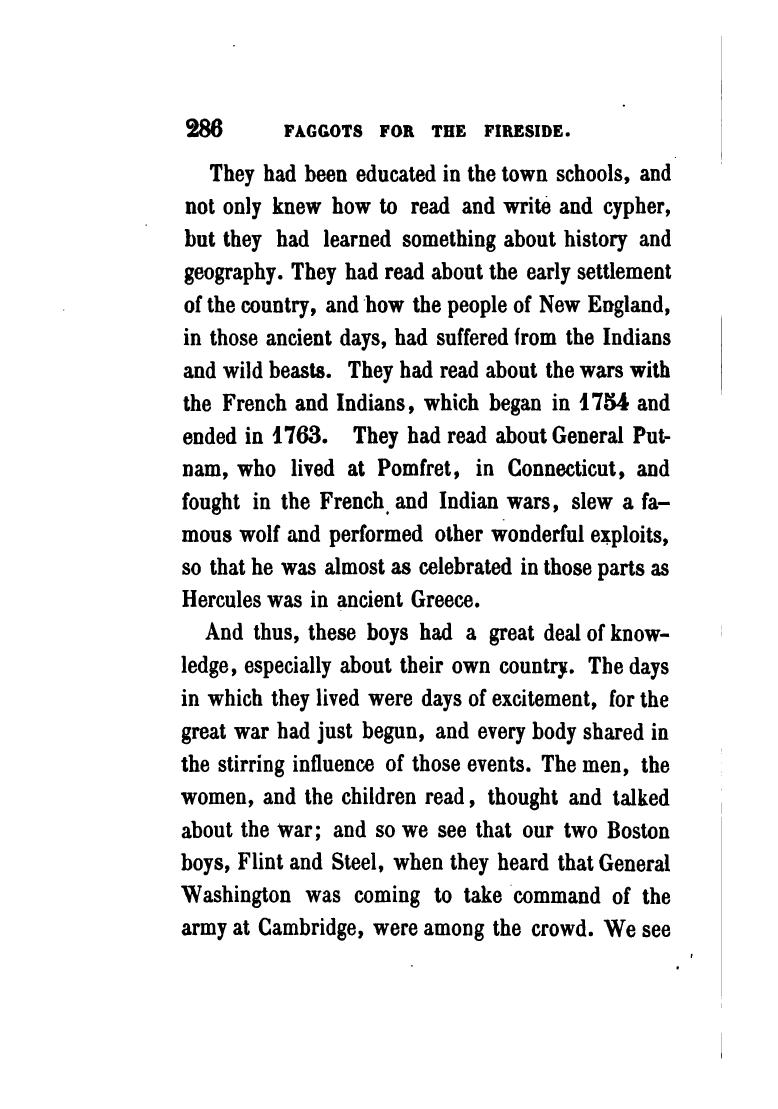 286 FAGGOTS FOR THE FIRESIDE.
They had been educated in the town schools, and
not only knew how to read and write and cypher,
but they had learned something about history and
geography. They had read about the early settlement
of the country, and how the people of New England,
in those ancient days, had suffered from the Indians
and wild beasts. They had read about the wars with
the French and Indians, which began in 1754 and
ended in 1763. They had read about General Put-
nam, who lived at Pomfret, in Connecticut, and
fought in the French and Indian wars, slew a fa-
mous wolf and performed other wonderful exploits,
so that he was almost as celebrated in those parts as
Hercules was in ancient Greece.
And thus, these boys had a great deal of know-
ledge, especially about their own country. The days
in which they lived were days of excitement, for the
great war had just begun, and every body shared in
the stirring influence of those events. The men, the
women, and the children read, thought and talked
about the war; and so we see that our two Boston
boys, Flint and Steel, when they heard that General
Washington was coming to take command of the
army at Cambridge, were among the crowd. We see